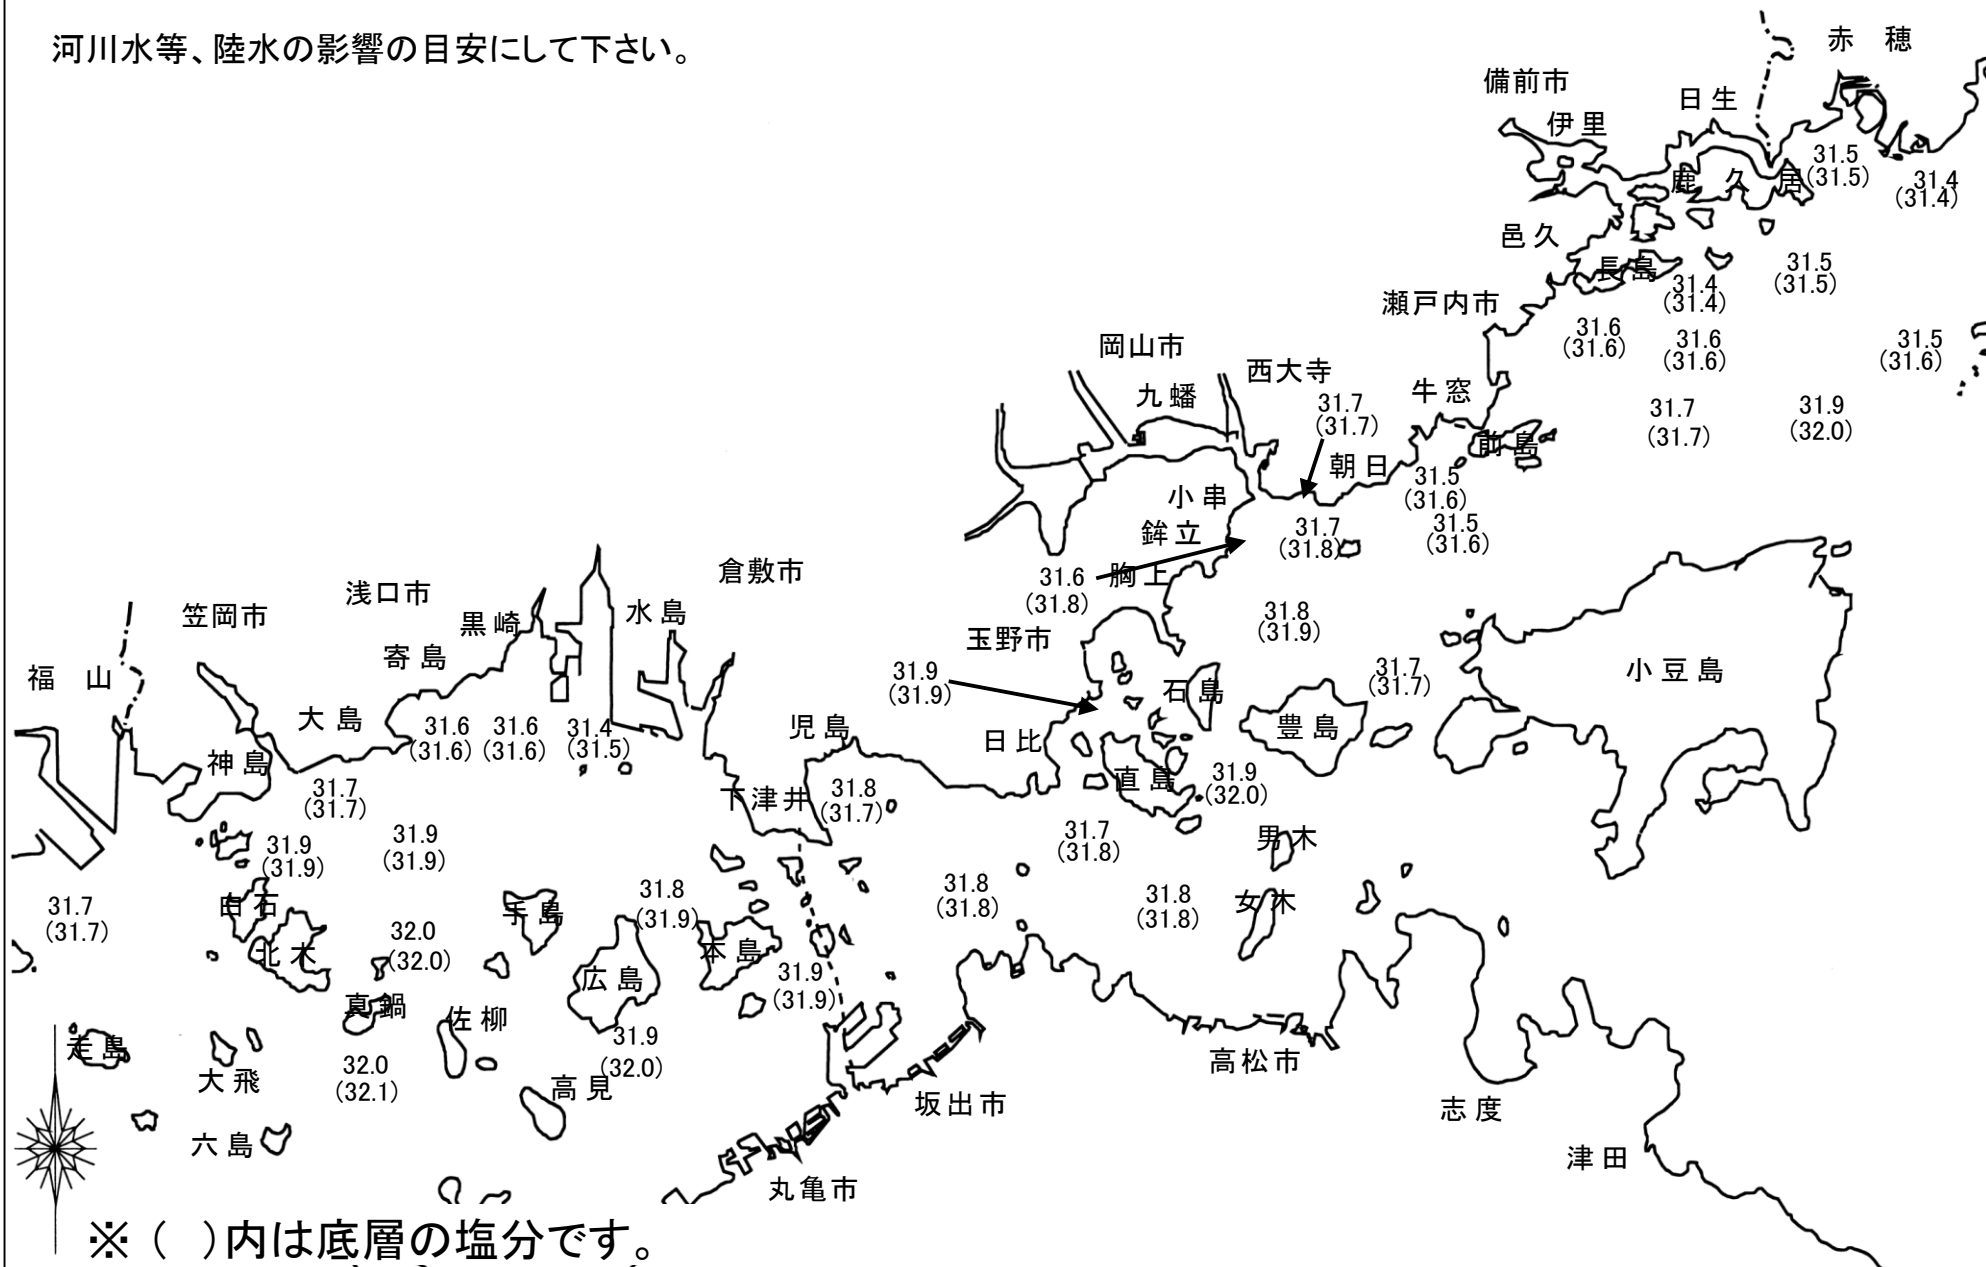 河川水等、陸水の影響の目安にして下さい。
赤 穂
備前市
日生
伊里
31.5
(31.5)
鹿 久 居
31.4
(31.4)
邑久
長島
31.5
(31.5)
31.4
(31.4)
瀬戸内市
31.6
(31.6)
31.6
(31.6)
31.5
(31.6)
岡山市
西大寺
九蟠
牛窓
31.7
(31.7)
31.7
(31.7)
31.9
(32.0)
前島
朝日
31.5
(31.6)
小串
31.7
(31.8)
31.5
(31.6)
鉾立
胸上
31.6
(31.8)
倉敷市
浅口市
笠岡市
黒崎
水島
31.8
(31.9)
玉野市
寄島
福 山
31.9
(31.9)
石島
31.7
(31.7)
小豆島
大島
31.6
(31.6)
31.6
(31.6)
31.4
(31.5)
児島
日比
豊島
神島
直島
31.9
(32.0)
31.7
(31.7)
下津井
31.8
(31.7)
31.9
(31.9)
31.9
(31.9)
31.7
(31.8)
男木
31.7
(31.7)
白石
手島
31.8
(31.9)
31.8
(31.8)
31.8
(31.8)
女木
北木
32.0
(32.0)
本島
広島
31.9
(31.9)
真鍋
佐柳
31.9
(32.0)
走島
大飛
32.0
(32.1)
高見
高松市
坂出市
志度
六島
津田
丸亀市
※( )内は底層の塩分です。